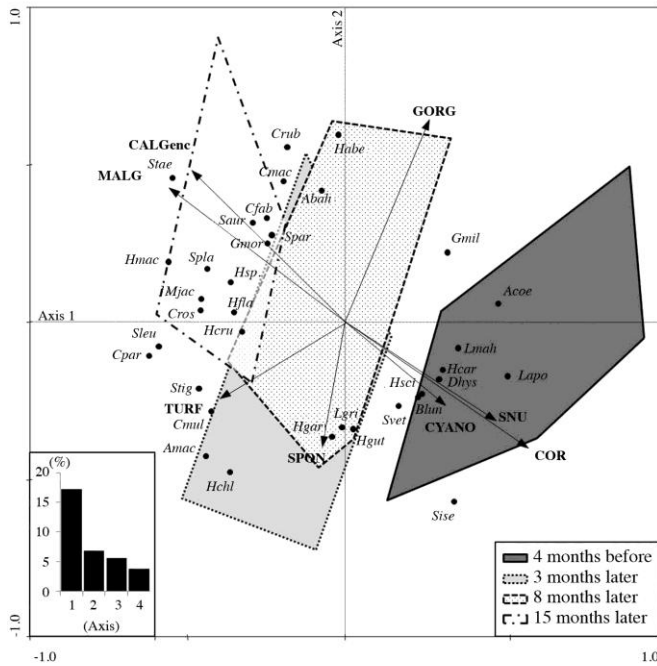 1.0
Axis 2
GORG
Crub
Habe
CALGenc
Stae
MALG
Cmac
Abah
Saur
Cfab
Spar
Gmor
Gmil
Hmac
Spla
Hsp.
Mjac
Acoe
Axis 1
Cros
Hfla
Hcru
Sleu
Cpar
Lmah
Hcar
Lapo
Hsci
Dhys
Stig
Blun
TURF
Svet
SNU
Cmul
Lgri
CYANO
Hgar
Hgut
COR
Amac
SPON
Hchl
Sise
(%)
20
15
10
5
0
1 2 3 4
(Axis)
4 months before
3 months later
8 months later
15 months later
-1.0
-1.0 1.0